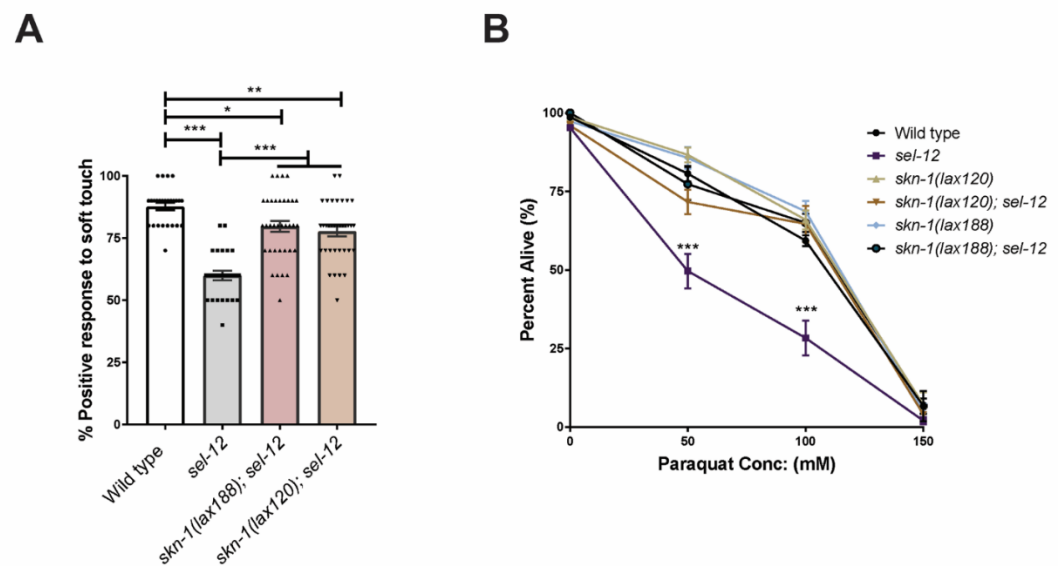 A
B
**
*
***
***
% Positive response to soft touch
100
75
50
25
0
Wild type
sel-12
skn-1(lax188); sel-12
skn-1(lax120); sel-12
Percent Alive (%)
100
75
50
25
0
***
***
0
50
100
150
Paraquat Conc: (mM)
Wild type
sel-12
skn-1(lax120)
skn-1(lax120); sel-12
skn-1(lax188)
skn-1(lax188); sel-12